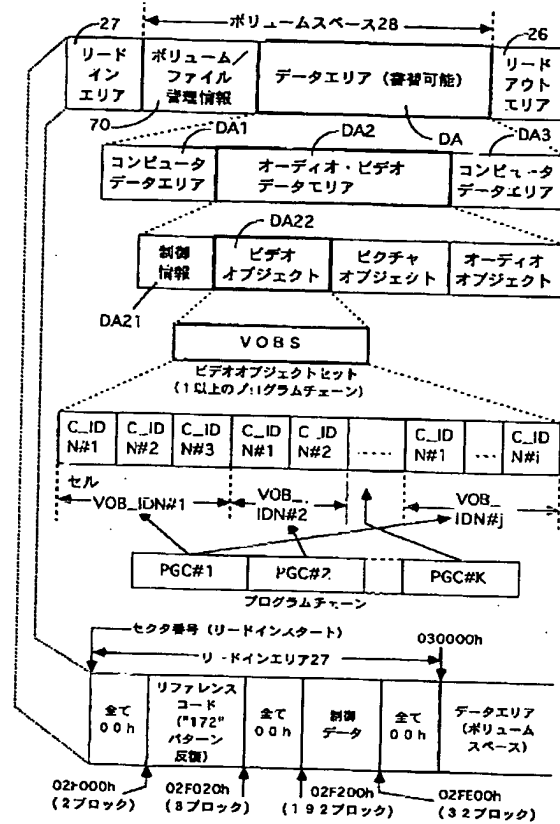 ボリュームスペース28
27
26
リード
イン
エリア
ボリューム/
ファイル
管理情報
データエリア（書替可能）
リード
アウト
エリア
70
DA1
DA2
DA
DA3
コンピュータ
データエリア
オーディオ・ビデオ
データエリア
コンピュータ
データエリア
DA22
制御
情報
ビデオ
オブジェクト
ピクチャ
オブジェクト
オーディオ
オブジェクト
DA21
VOBS
ビデオオブジェクトセット
(1以上のプログラムチェーン)
C_ID
N#1
C_ID
N#2
C_ID
N#3
C_ID
N#1
C_ID
N#2
.....
C_ID
N#1
....
C_ID
N#i
セル
VOB_IDN#1
VOB_
IDN#2
VOB_
IDN#j
PGC#1
PGC#2
PGC#K
プログラムチェーン
セクタ番号（リードインスタート）
030000h
リードインエリア27
全て
00h
リファレンス
コード
("172"
パターン
反復)
全て
00h
制御
データ
全て
00h
データエリア
(ボリューム
スペース)
02F000h
(2ブロック)
02F020h
(8ブロック)
02F200h
(192ブロック)
02FE00h
(32ブロック)